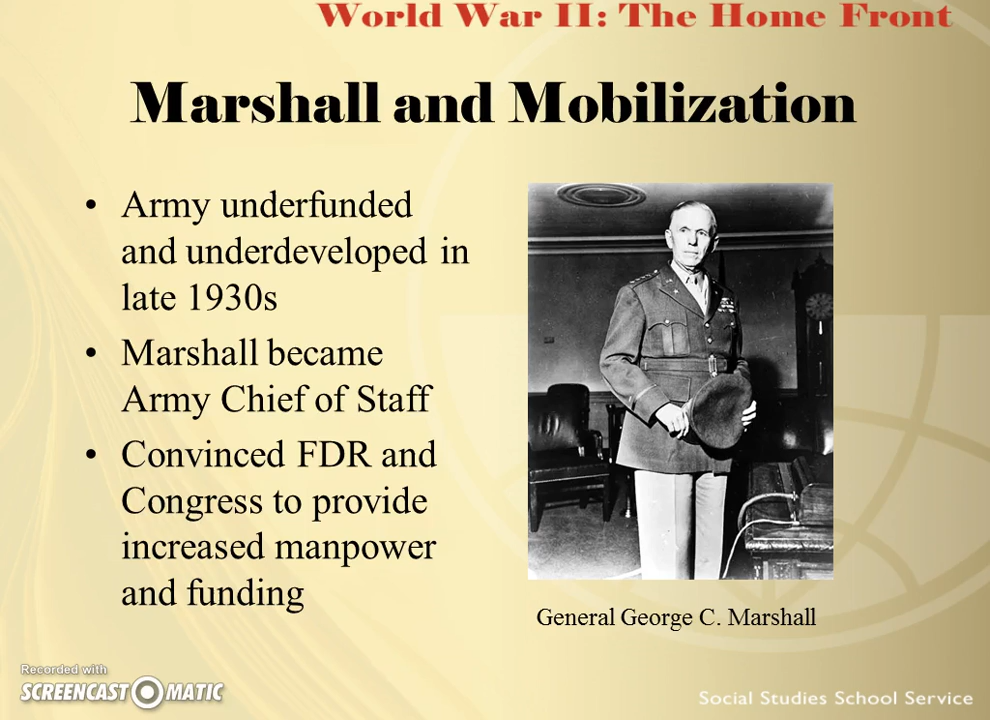 World War II: The Home Front
Marshall and Mobilization
• Army underfunded
and underdeveloped in
late 1930s
• Marshall became
Army Chief of Staff
• Convinced FDR and
Congress to provide
increased manpower
and funding
General George C. Marshall
Recorded with
SCREENCAST-O-MATIC
Social Studies School Service